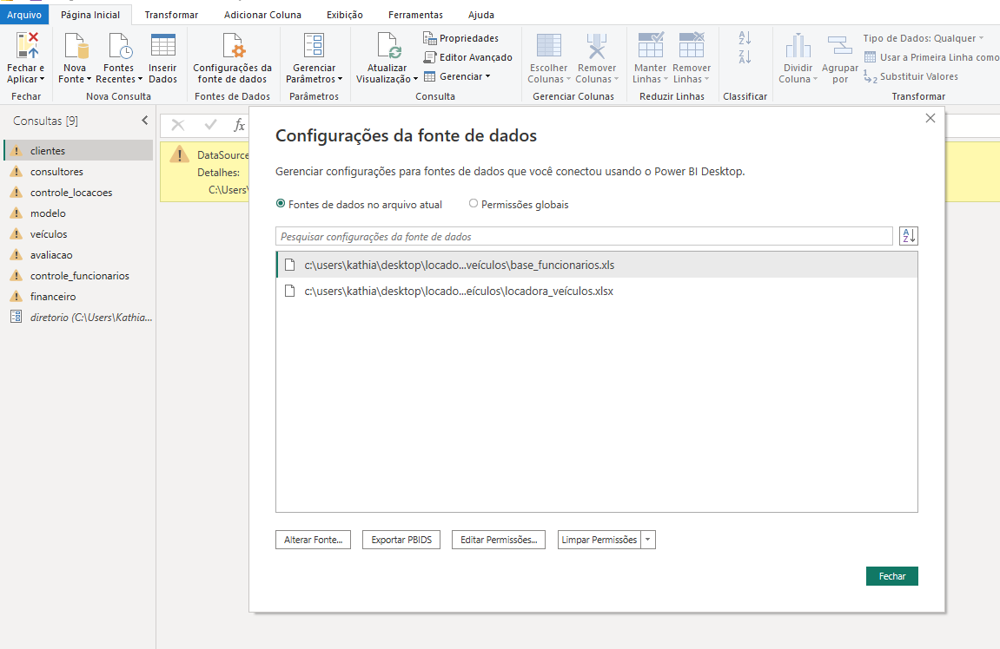 Arquivo
Página Inicial
Transformar
Adicionar Coluna
Exibição
Ferramentas
Ajuda
Fechar e
Aplicar
Nova
Fonte
Fontes
Recentes
Inserir
Dados
Configurações da
fonte de dados
Gerenciar
Parâmetros
Atualizar
Visualização
Propriedades
Editor Avançado
Gerenciar
Escolher
Colunas
Remover
Colunas
Manter
Linhas
Remover
Linhas
Dividir
Coluna
Agrupar
por
Tipo de Dados: Qualquer
Usar a Primeira Linha como
Substituir Valores
Fechar
Nova Consulta
Fontes de Dados
Parâmetros
Consulta
Gerenciar Colunas
Reduzir Linhas
Classificar
Transformar
Consultas [9]
clientes
consultores
controle_locacoes
modelo
veículos
avaliacao
controle_funcionarios
financeiro
diretorio (C:\Users\Kathia...
fx
DataSource
Detalhes:
C:\Users\
Configurações da fonte de dados
Gerenciar configurações para fontes de dados que você conectou usando o Power BI Desktop.
Fontes de dados no arquivo atual
Permissões globais
Pesquisar configurações da fonte de dados
c:\users\kathia\desktop\locado...veículos\base_funcionarios.xls
c:\users\kathia\desktop\locado...eículos\locadora_veículos.xlsx
Alterar Fonte...
Exportar PBIDS
Editar Permissões...
Limpar Permissões
Fechar